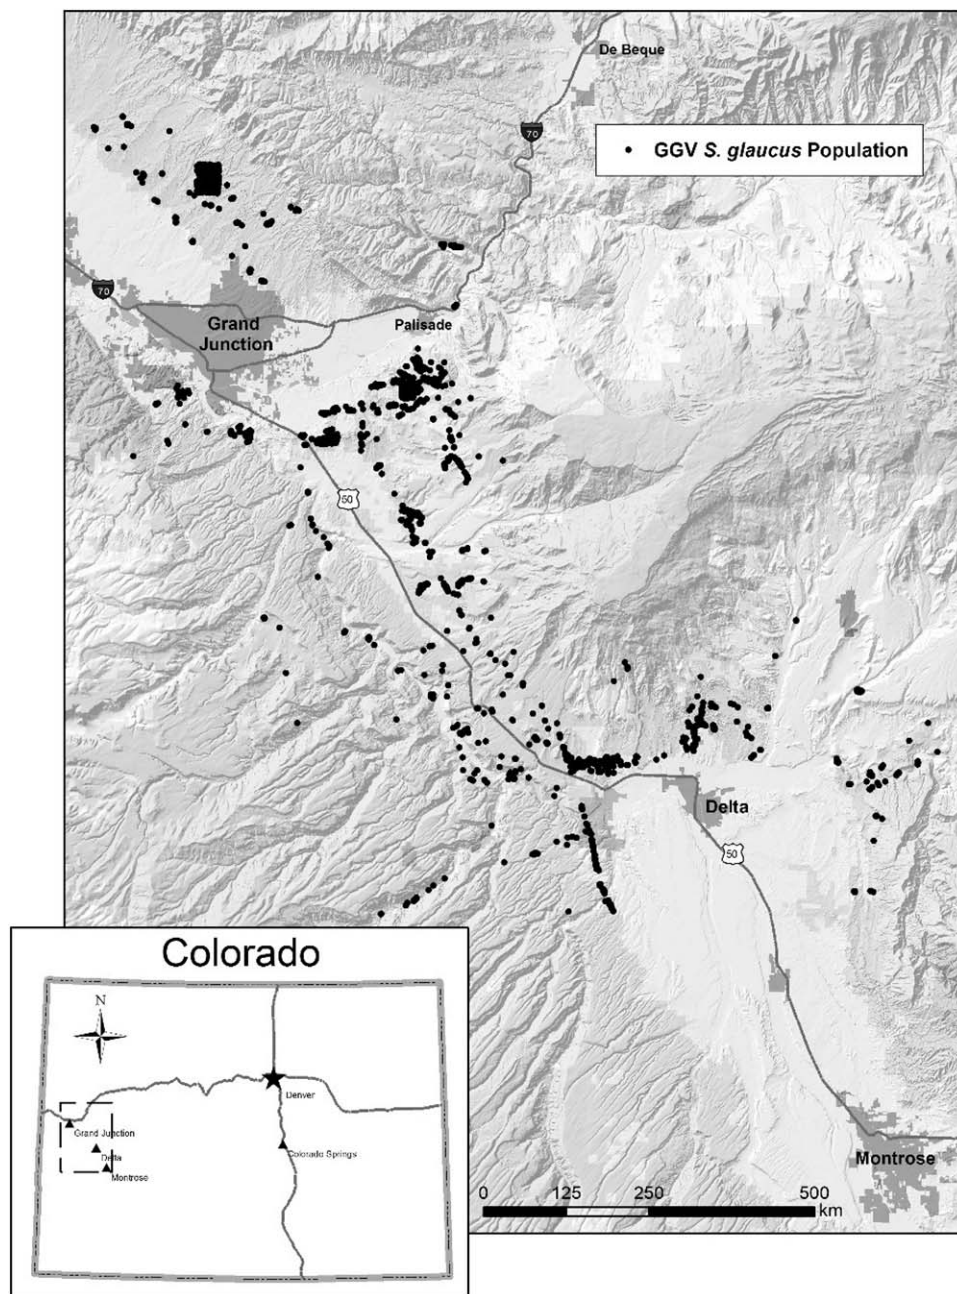 De Beque
70
GGV S. glaucus Population
70
Grand
Junction
Palisade
50
Delta
50
Montrose
0 125 250 500
km
Colorado
N
Denver
Grand Junction
Delta
Montrose
Colorado Springs